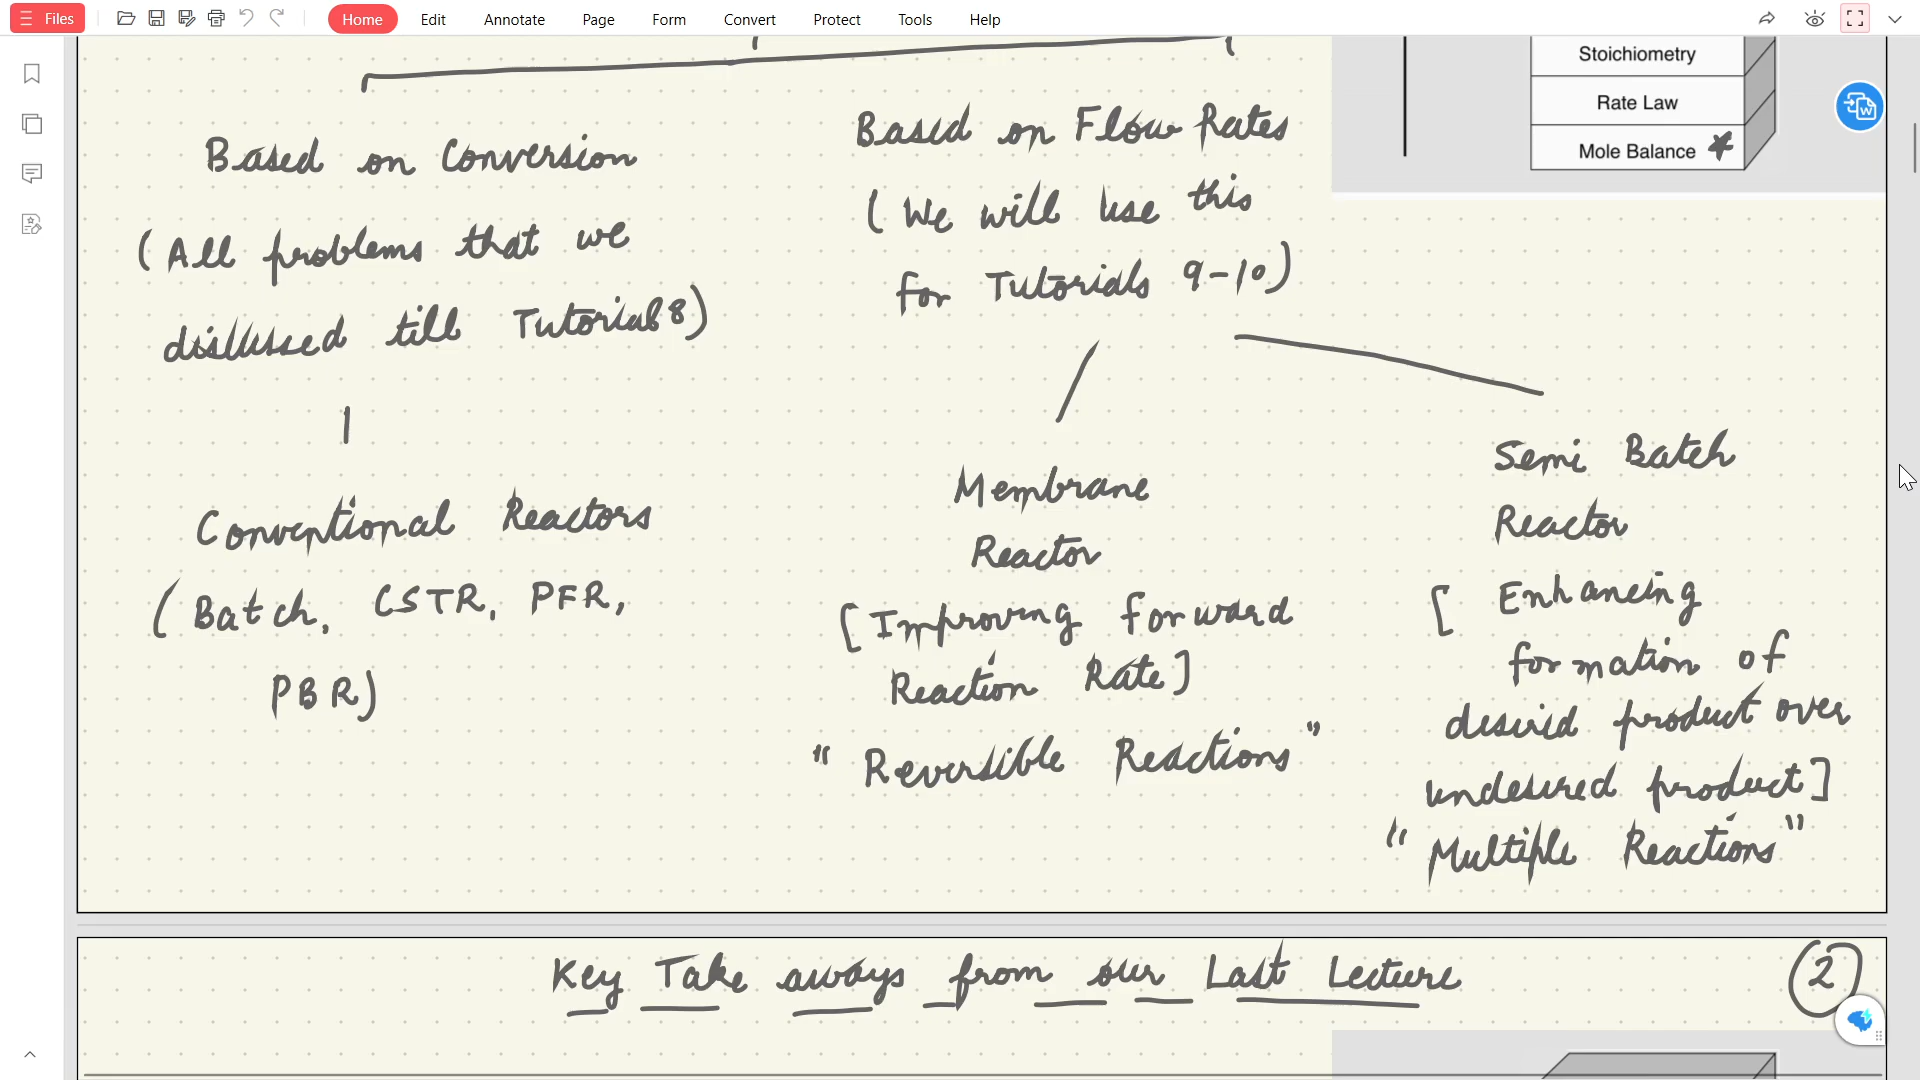 Files
Home Edit Annotate Page Form Convert Protect Tools Help
Stoichiometry
Rate Law
Mole Balance
Based on Conversion
(All problems that we
discussed till Tutorial 8)
Conventional Reactors
(Batch, CSTR, PFR,
PBR)
Based on Flow Rates
(We will use this
for Tutorials 9-10)
Membrane
Reactor
[Improving forward
Reaction Rate]
"Reversible Reactions"
Semi Batch
Reactor
[Enhancing
formation of
desired product over
undesired product]
"Multiple Reactions"
Key Take aways from our Last Lecture
2